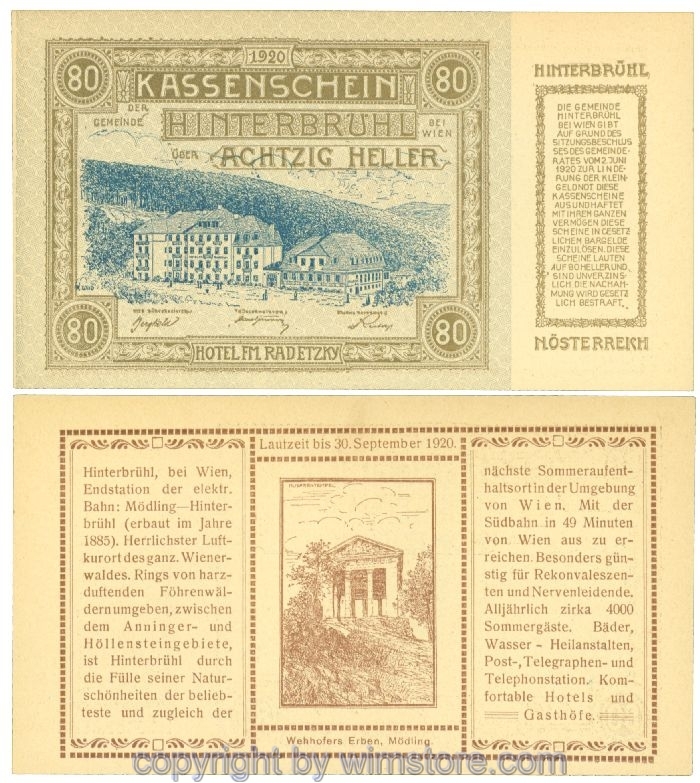 80
1920
80
KASSENSCHEIN
DER
GEMEINDE
HINTERBRÜHL
BEI
WIEN
ÜBER ACHTZIG HELLER
80
HOTEL FM. RADETZKY
80
HINTERBRÜHL
DIE GEMEINDE
HINTERBRÜHL
BEI WIEN GIBT
AUF GRUND DES
SITZUNGSBESCHLUS
SES DES GEMEINDE-
RATES VOM 2. JUNI
1920 ZUR LINDE-
RUNG DER KLEIN-
GELDNOT DIESE
KASSENSCHEINE
AUS UND HAFTET
MIT IHREM GANZEN
VERMÖGEN DIESE
SCHEINE IN GESETZ
LICHEM BARGELDE
EINZULÖSEN. DIESE
SCHEINE LAUTEN
AUF 80 HELLER UND
SIND UNVERZINS-
LICH DIE NACHAH-
MUNG WIRD GESETZ
LICH BESTRAFT.
N.ÖSTERREICH
Lautzeit bis 30. September 1920.
Hinterbrühl, bei Wien,
Endstation der elektr.
Bahn: Mödling—Hinter-
brühl (erbaut im Jahre
1885). Herrlichster Luft-
kurort des ganz. Wiener-
waldes. Rings von harz-
duftenden Föhrenwäl-
dern umgeben, zwischen
dem Anninger- und
Höllensteingebiete,
ist Hinterbrühl durch
die Fülle seiner Natur-
schönheiten der belieb-
teste und zugleich der
HUSARENTEMPEL
Wehhofers Erben, Mödling.
nächste Sommeraufent-
haltsort in der Umgebung
von Wien. Mit der
Südbahn in 49 Minuten
von Wien aus zu er-
reichen. Besonders gün-
stig für Rekonvaleszen-
ten und Nervenleidende.
Alljährlich zirka 4000
Sommergäste. Bäder,
Wasser-Heilanstalten,
Post-, Telegraphen- und
Telephonstation. Kom-
fortable Hotels und
Gasthöfe.
copyright by wimstore.com